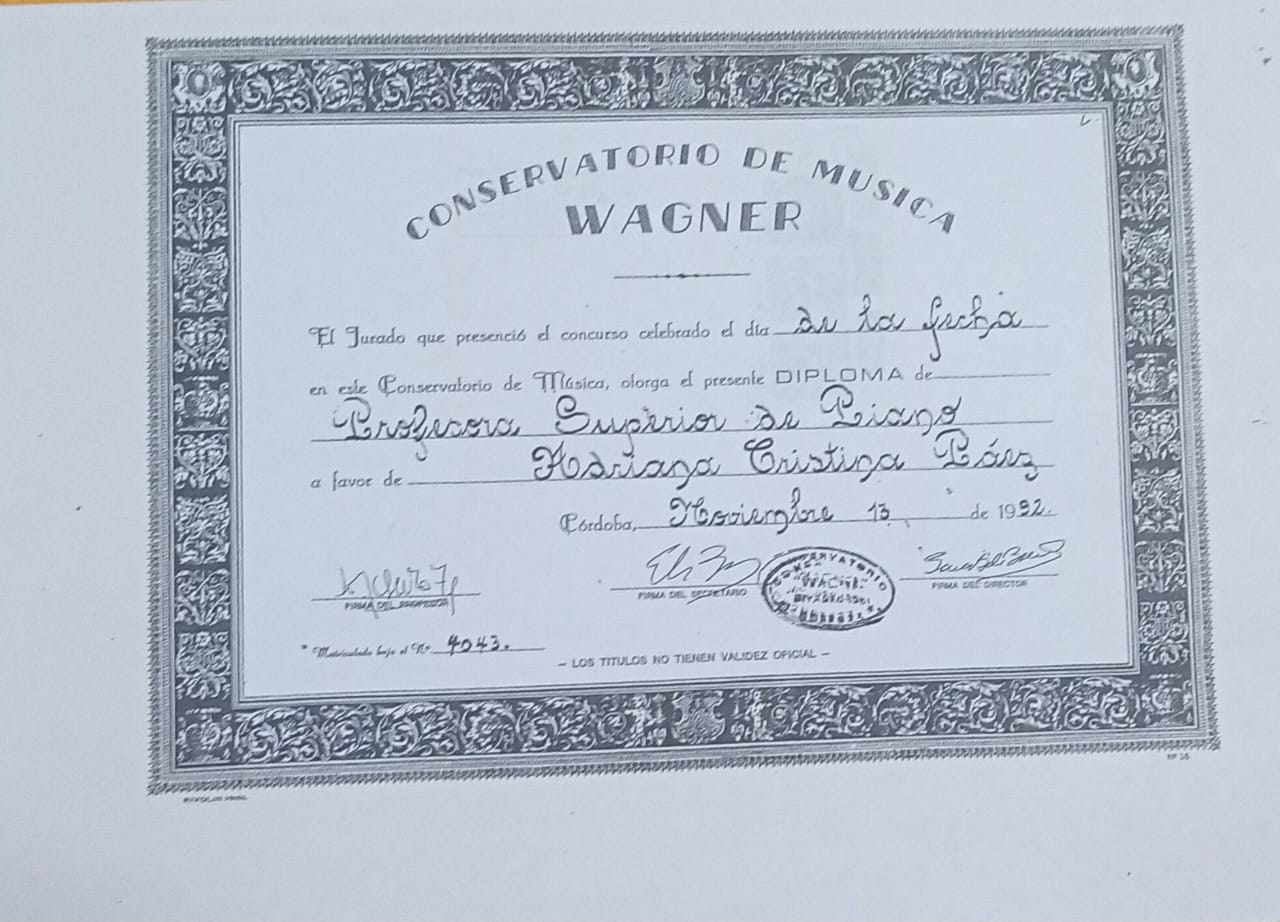 CONSERVATORIO DE MUSICA
WAGNER
El Jurado que presenció el concurso celebrado el día de la fecha
en este Conservatorio de Música, otorga el presente DIPLOMA de
Profesora Superior de Piano
a favor de Adriana Cristina Páez
Córdoba, Noviembre 13 de 1992.
FIRMA DEL PROFESOR
FIRMA DEL SECRETARIO
CONSERVATORIO
"WAGNER"
FIRMA DEL DIRECTOR
Matriculado bajo el Nº 4043.
- LOS TITULOS NO TIENEN VALIDEZ OFICIAL -